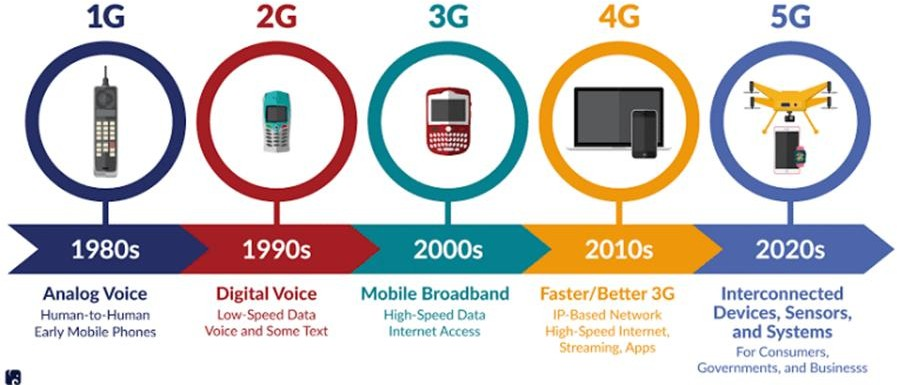 1G
2G
3G
4G
5G
1980s
1990s
2000s
2010s
2020s
Analog Voice
Human-to-Human
Early Mobile Phones
Digital Voice
Low-Speed Data
Voice and Some Text
Mobile Broadband
High-Speed Data
Internet Access
Faster/Better 3G
IP-Based Network
High-Speed Internet,
Streaming, Apps
Interconnected
Devices, Sensors,
and Systems
For Consumers,
Governments, and Businesss